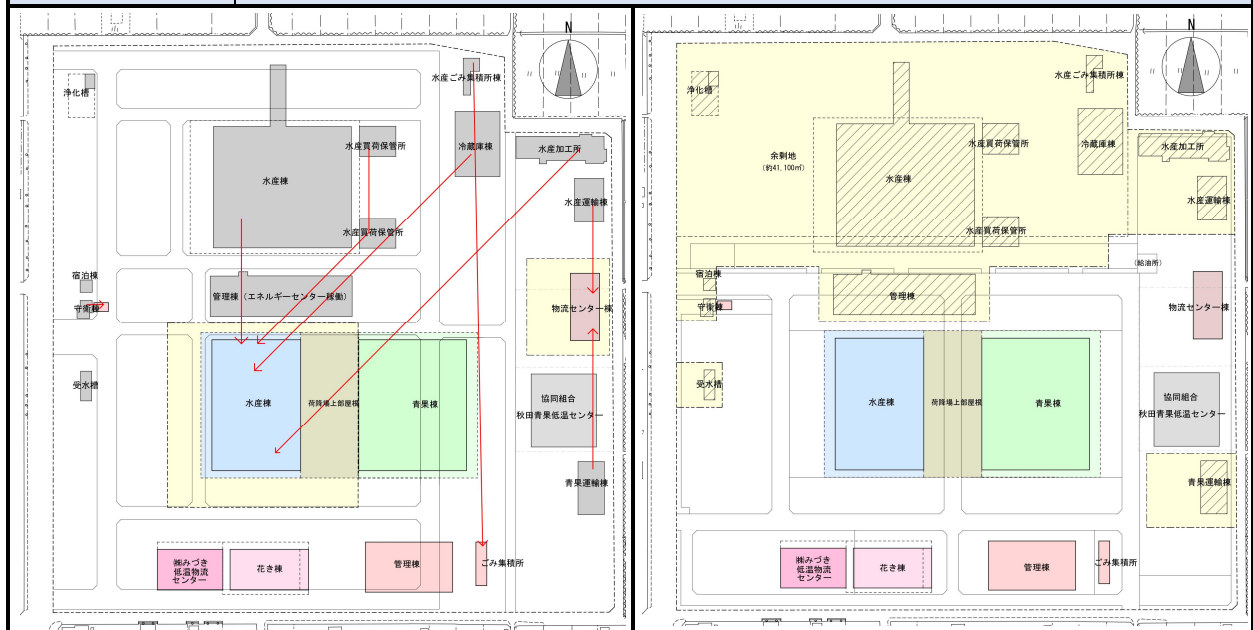 N
水産ごみ集積所棟
浄化槽
水産買荷保管所
冷蔵庫棟
水産加工所
水産棟
水産運輸棟
水産買荷保管所
宿泊棟
管理棟(エネルギーセンター稼働)
守衛棟
物流センター棟
受水槽
水産棟
荷降場上部屋根
青果棟
協同組合
秋田青果低温センター
青果運輸棟
㈱みづき
低温物流
センター
花き棟
管理棟
ごみ集積所
N
水産ごみ集積所棟
浄化槽
水産買荷保管所
冷蔵庫棟
水産加工所
余剰地
(約41,100㎡)
水産棟
水産運輸棟
水産買荷保管所
(給油所)
宿泊棟
管理棟
守衛棟
物流センター棟
受水槽
水産棟
荷降場上部屋根
青果棟
協同組合
秋田青果低温センター
青果運輸棟
㈱みづき
低温物流
センター
花き棟
管理棟
ごみ集積所